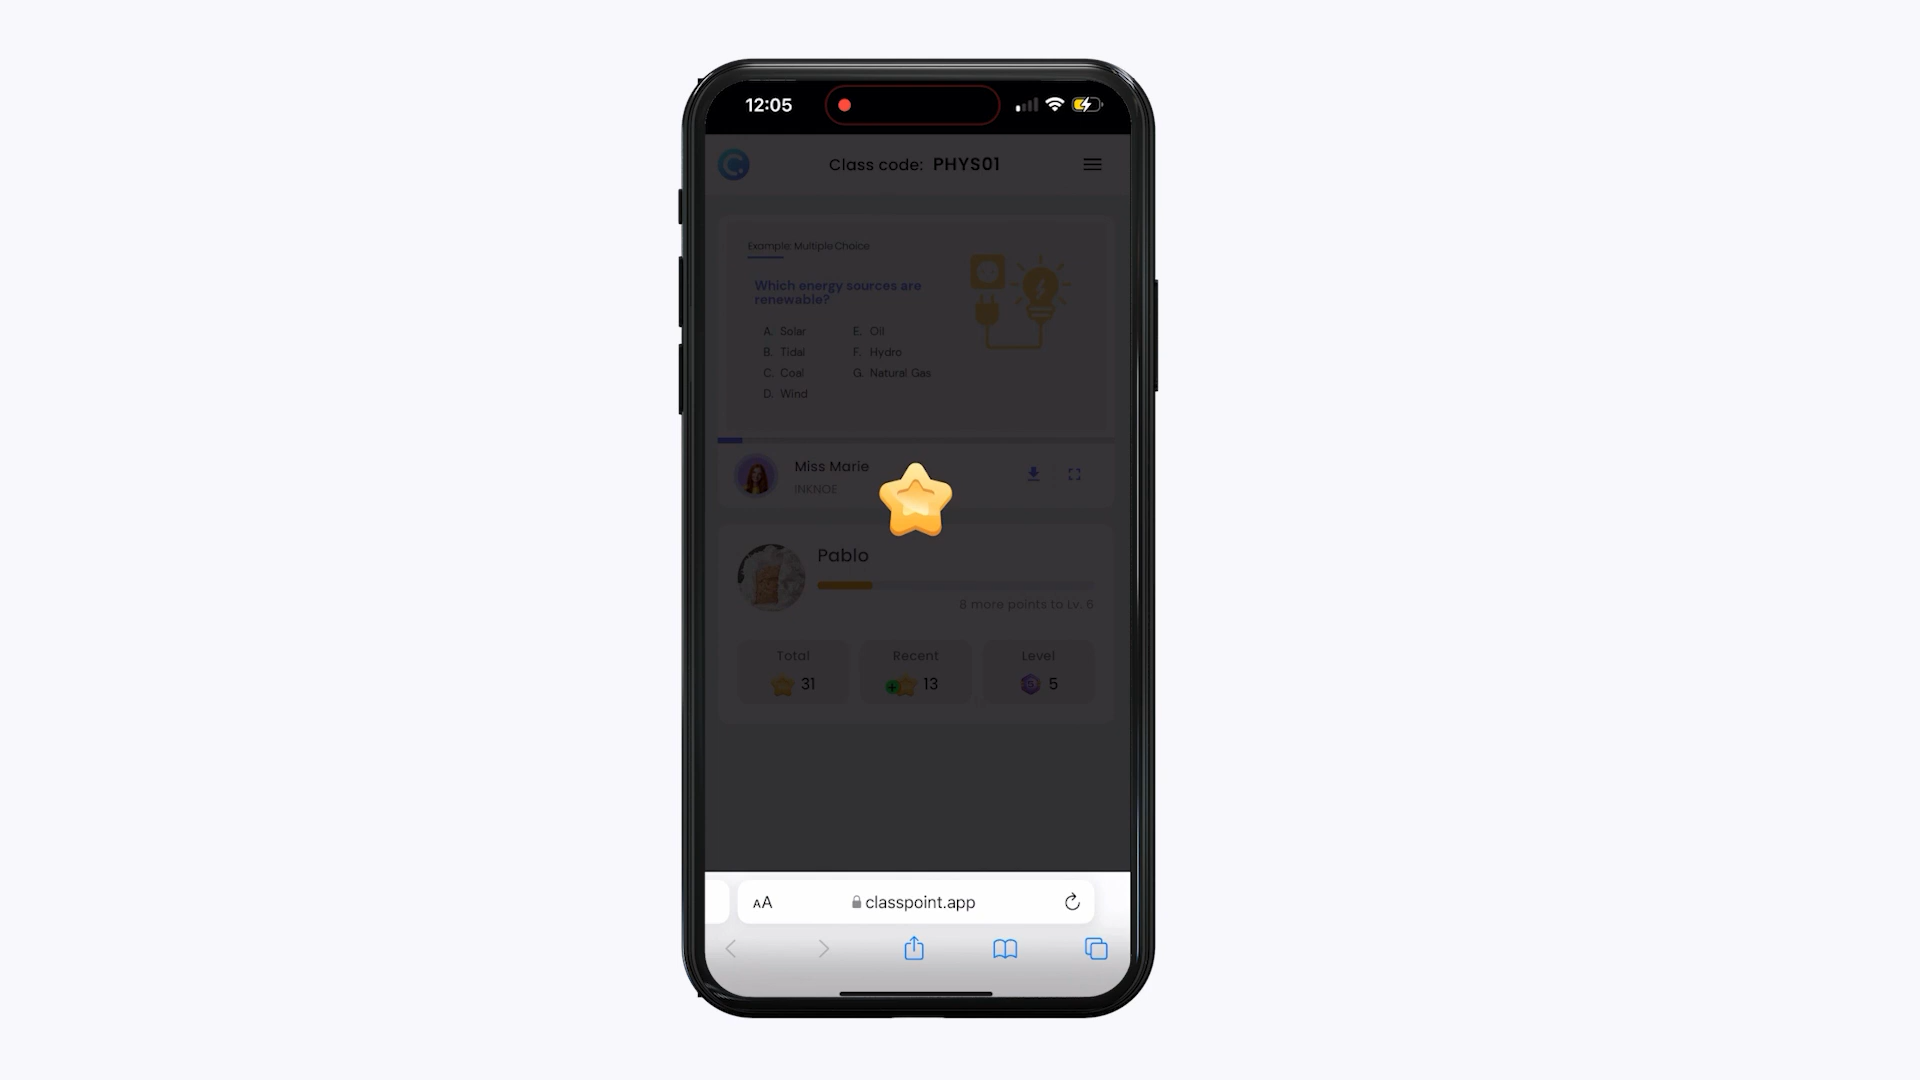 12:05
Class code: PHYS01
Example: Multiple Choice
Which energy sources are
renewable?
A. Solar
E. Oil
B. Tidal
F. Hydro
C. Coal
G. Natural Gas
D. Wind
Miss Marie
INKNOE
Pablo
8 more points to Lv. 6
Total
Recent
Level
31
13
5
5
AA
classpoint.app